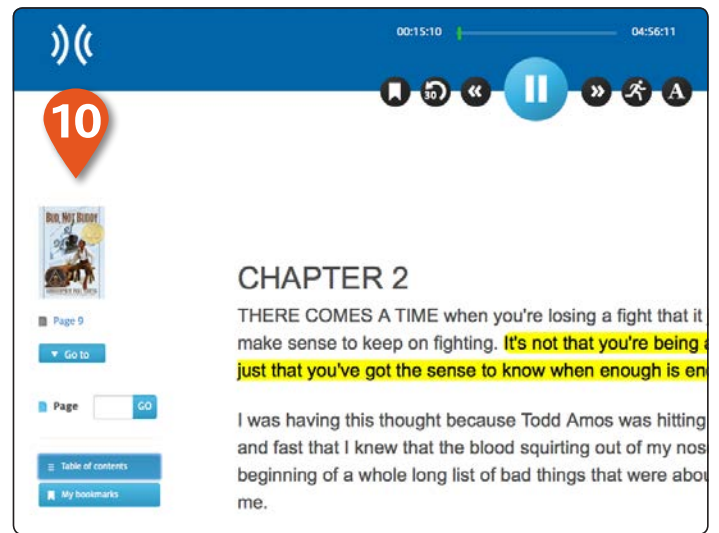 00:15:10 04:56:11
30 A
10
BUD, NOT BUDDY
Page 9
Go to
Page GO
Table of contents
My bookmarks
CHAPTER 2
THERE COMES A TIME when you're losing a fight that it
make sense to keep on fighting. It's not that you're being a
just that you've got the sense to know when enough is en
I was having this thought because Todd Amos was hitting
and fast that I knew that the blood squirting out of my nos
beginning of a whole long list of bad things that were abou
me.